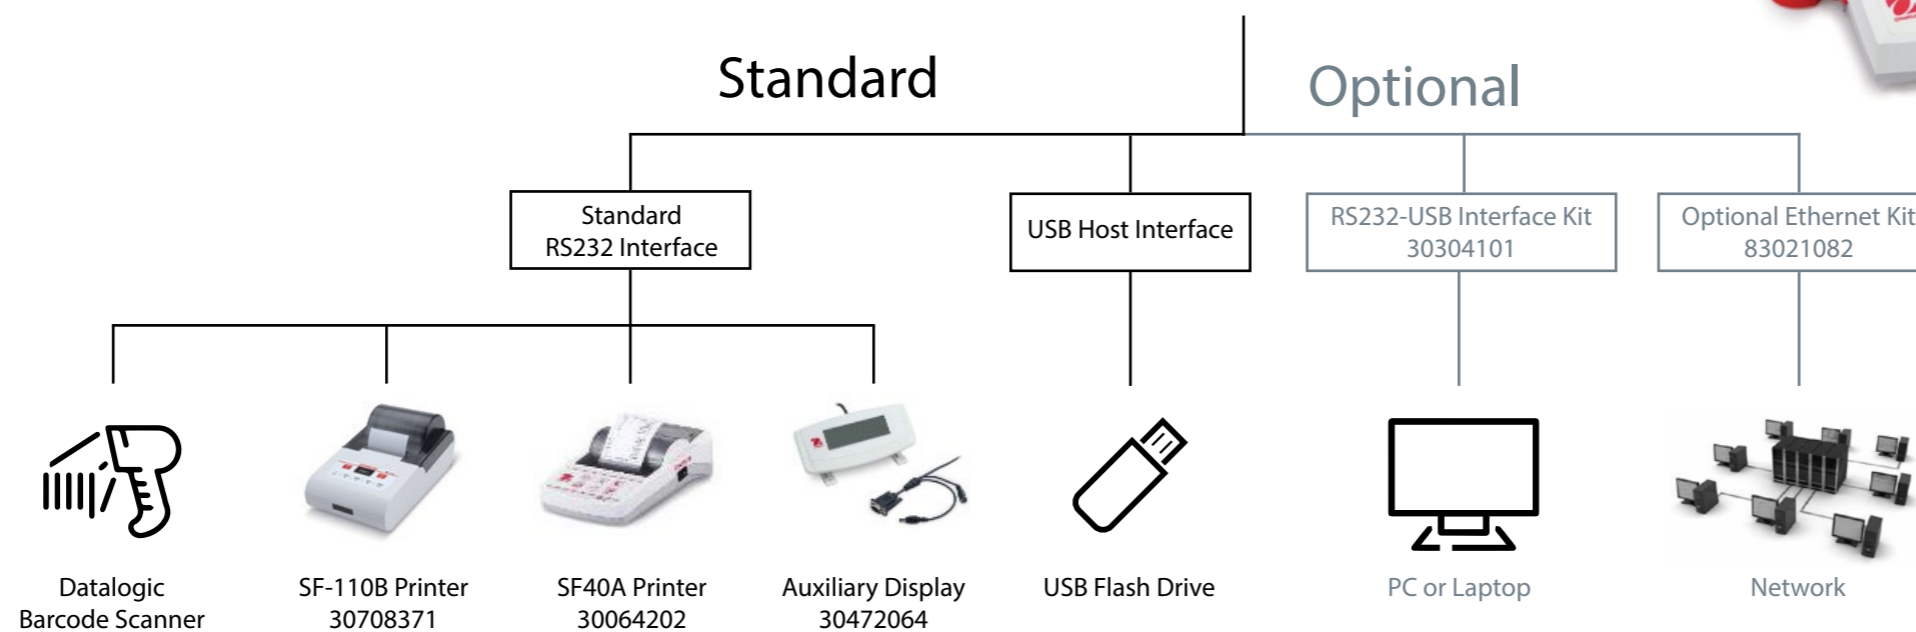 Standard
Optional
Standard
RS232 Interface
USB Host Interface
RS232-USB Interface Kit
30304101
Optional Ethernet Kit
83021082
Datalogic
Barcode Scanner
SF-110B Printer
30708371
SF40A Printer
30064202
Auxiliary Display
30472064
USB Flash Drive
PC or Laptop
Network